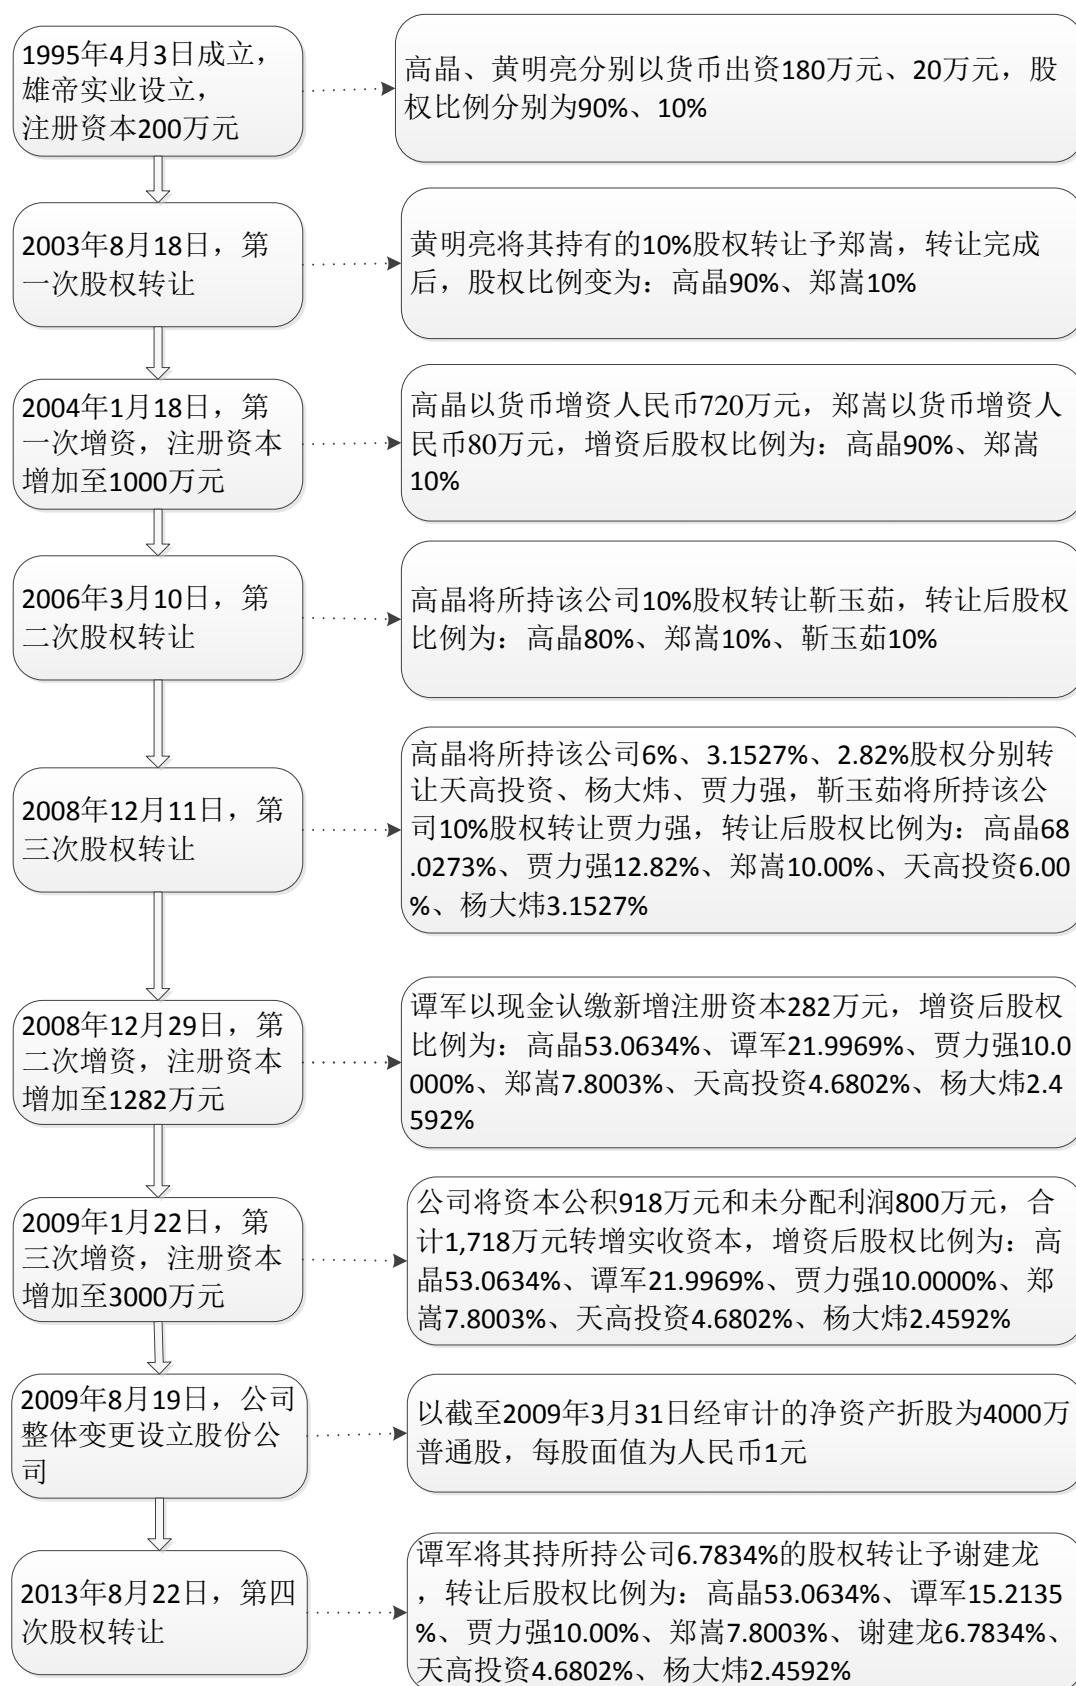 1995年4月3日成立，
雄帝实业设立，
注册资本200万元
高晶、黄明亮分别以货币出资180万元、20万元，股
权比例分别为90%、10%
2003年8月18日，第
一次股权转让
黄明亮将其持有的10%股权转让予郑嵩，转让完成
后，股权比例变为：高晶90%、郑嵩10%
2004年1月18日，第
一次增资，注册资本
增加至1000万元
高晶以货币增资人民币720万元，郑嵩以货币增资人
民币80万元，增资后股权比例为：高晶90%、郑嵩
10%
2006年3月10日，第
二次股权转让
高晶将所持该公司10%股权转让靳玉茹，转让后股权
比例为：高晶80%、郑嵩10%、靳玉茹10%
2008年12月11日，第
三次股权转让
高晶将所持该公司6%、3.1527%、2.82%股权分别转
让天高投资、杨大炜、贾力强，靳玉茹将所持该公
司10%股权转让贾力强，转让后股权比例为：高晶68
.0273%、贾力强12.82%、郑嵩10.00%、天高投资6.00
%、杨大炜3.1527%
2008年12月29日，第
二次增资，注册资本
增加至1282万元
谭军以现金认缴新增注册资本282万元，增资后股权
比例为：高晶53.0634%、谭军21.9969%、贾力强10.0
000%、郑嵩7.8003%、天高投资4.6802%、杨大炜2.4
592%
2009年1月22日，第
三次增资，注册资本
增加至3000万元
公司将资本公积918万元和未分配利润800万元，合
计1,718万元转增实收资本，增资后股权比例为：高
晶53.0634%、谭军21.9969%、贾力强10.0000%、郑
嵩7.8003%、天高投资4.6802%、杨大炜2.4592%
2009年8月19日，公司
整体变更设立股份公
司
以截至2009年3月31日经审计的净资产折股为4000万
普通股，每股面值为人民币1元
2013年8月22日，第四
次股权转让
谭军将其持所持公司6.7834%的股权转让予谢建龙
，转让后股权比例为：高晶53.0634%、谭军15.2135
%、贾力强10.00%、郑嵩7.8003%、谢建龙6.7834%、
天高投资4.6802%、杨大炜2.4592%